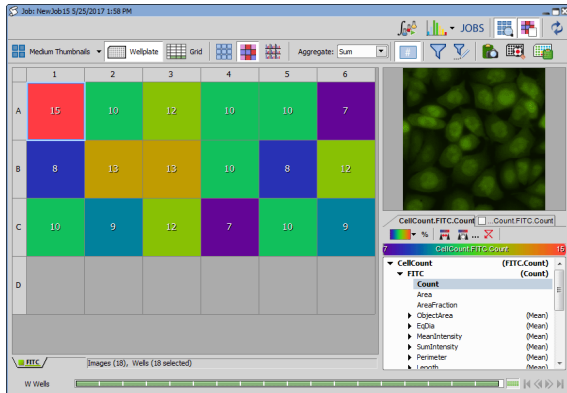 Job: NewJob15 5/25/2017 1:58 PM
JOBS
Medium Thumbnails Wellplate Grid Aggregate: Sum #
1 2 3 4 5 6
A 15 10 12 10 10 7
B 8 13 13 10 8 12
C 10 9 12 7 10 9
D
CellCount.FITC.Count ...Count.FITC.Count
% ...
7 CellCount.FITC.Count 15
CellCount (FITC.Count)
FITC (Count)
Count
Area
AreaFraction
ObjectArea (Mean)
EqDia (Mean)
MeanIntensity (Mean)
SumIntensity (Mean)
Perimeter (Mean)
Length (Mean)
FITC Images (18), Wells (18 selected)
W Wells